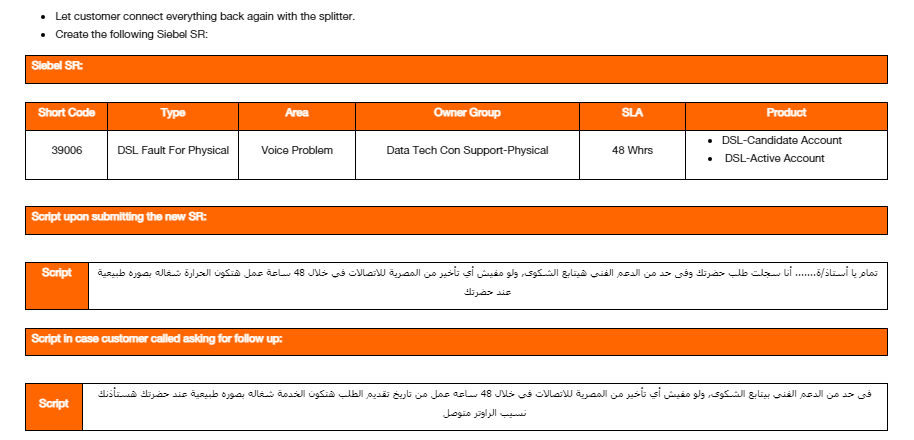 Let customer connect everything back again with the splitter.
Create the following Siebel SR:
Siebel SR:
Short Code Type Area Owner Group SLA Product
39006 DSL Fault For Physical Voice Problem Data Tech Con Support-Physical 48 Whrs DSL-Candidate Account
DSL-Active Account
Script upon submitting the new SR:
Script
تمام يا أستاذ/ة....... أنا سجلت طلب حضرتك وفى حد من الدعم الفني هيتابع الشكوى, ولو مفيش أي تأخير من المصرية للاتصالات في خلال 48 ساعة عمل هتكون الحرارة شغاله بصوره طبيعية
عند حضرتك
Script in case customer called asking for follow up:
Script
فى حد من الدعم الفني بيتابع الشكوى, ولو مفيش أي تأخير من المصرية للاتصالات في خلال 48 ساعه عمل من تاريخ تقديم الطلب هتكون الخدمة شغاله بصوره طبيعية عند حضرتك هستأذنك
نسيب الراوتر متوصل